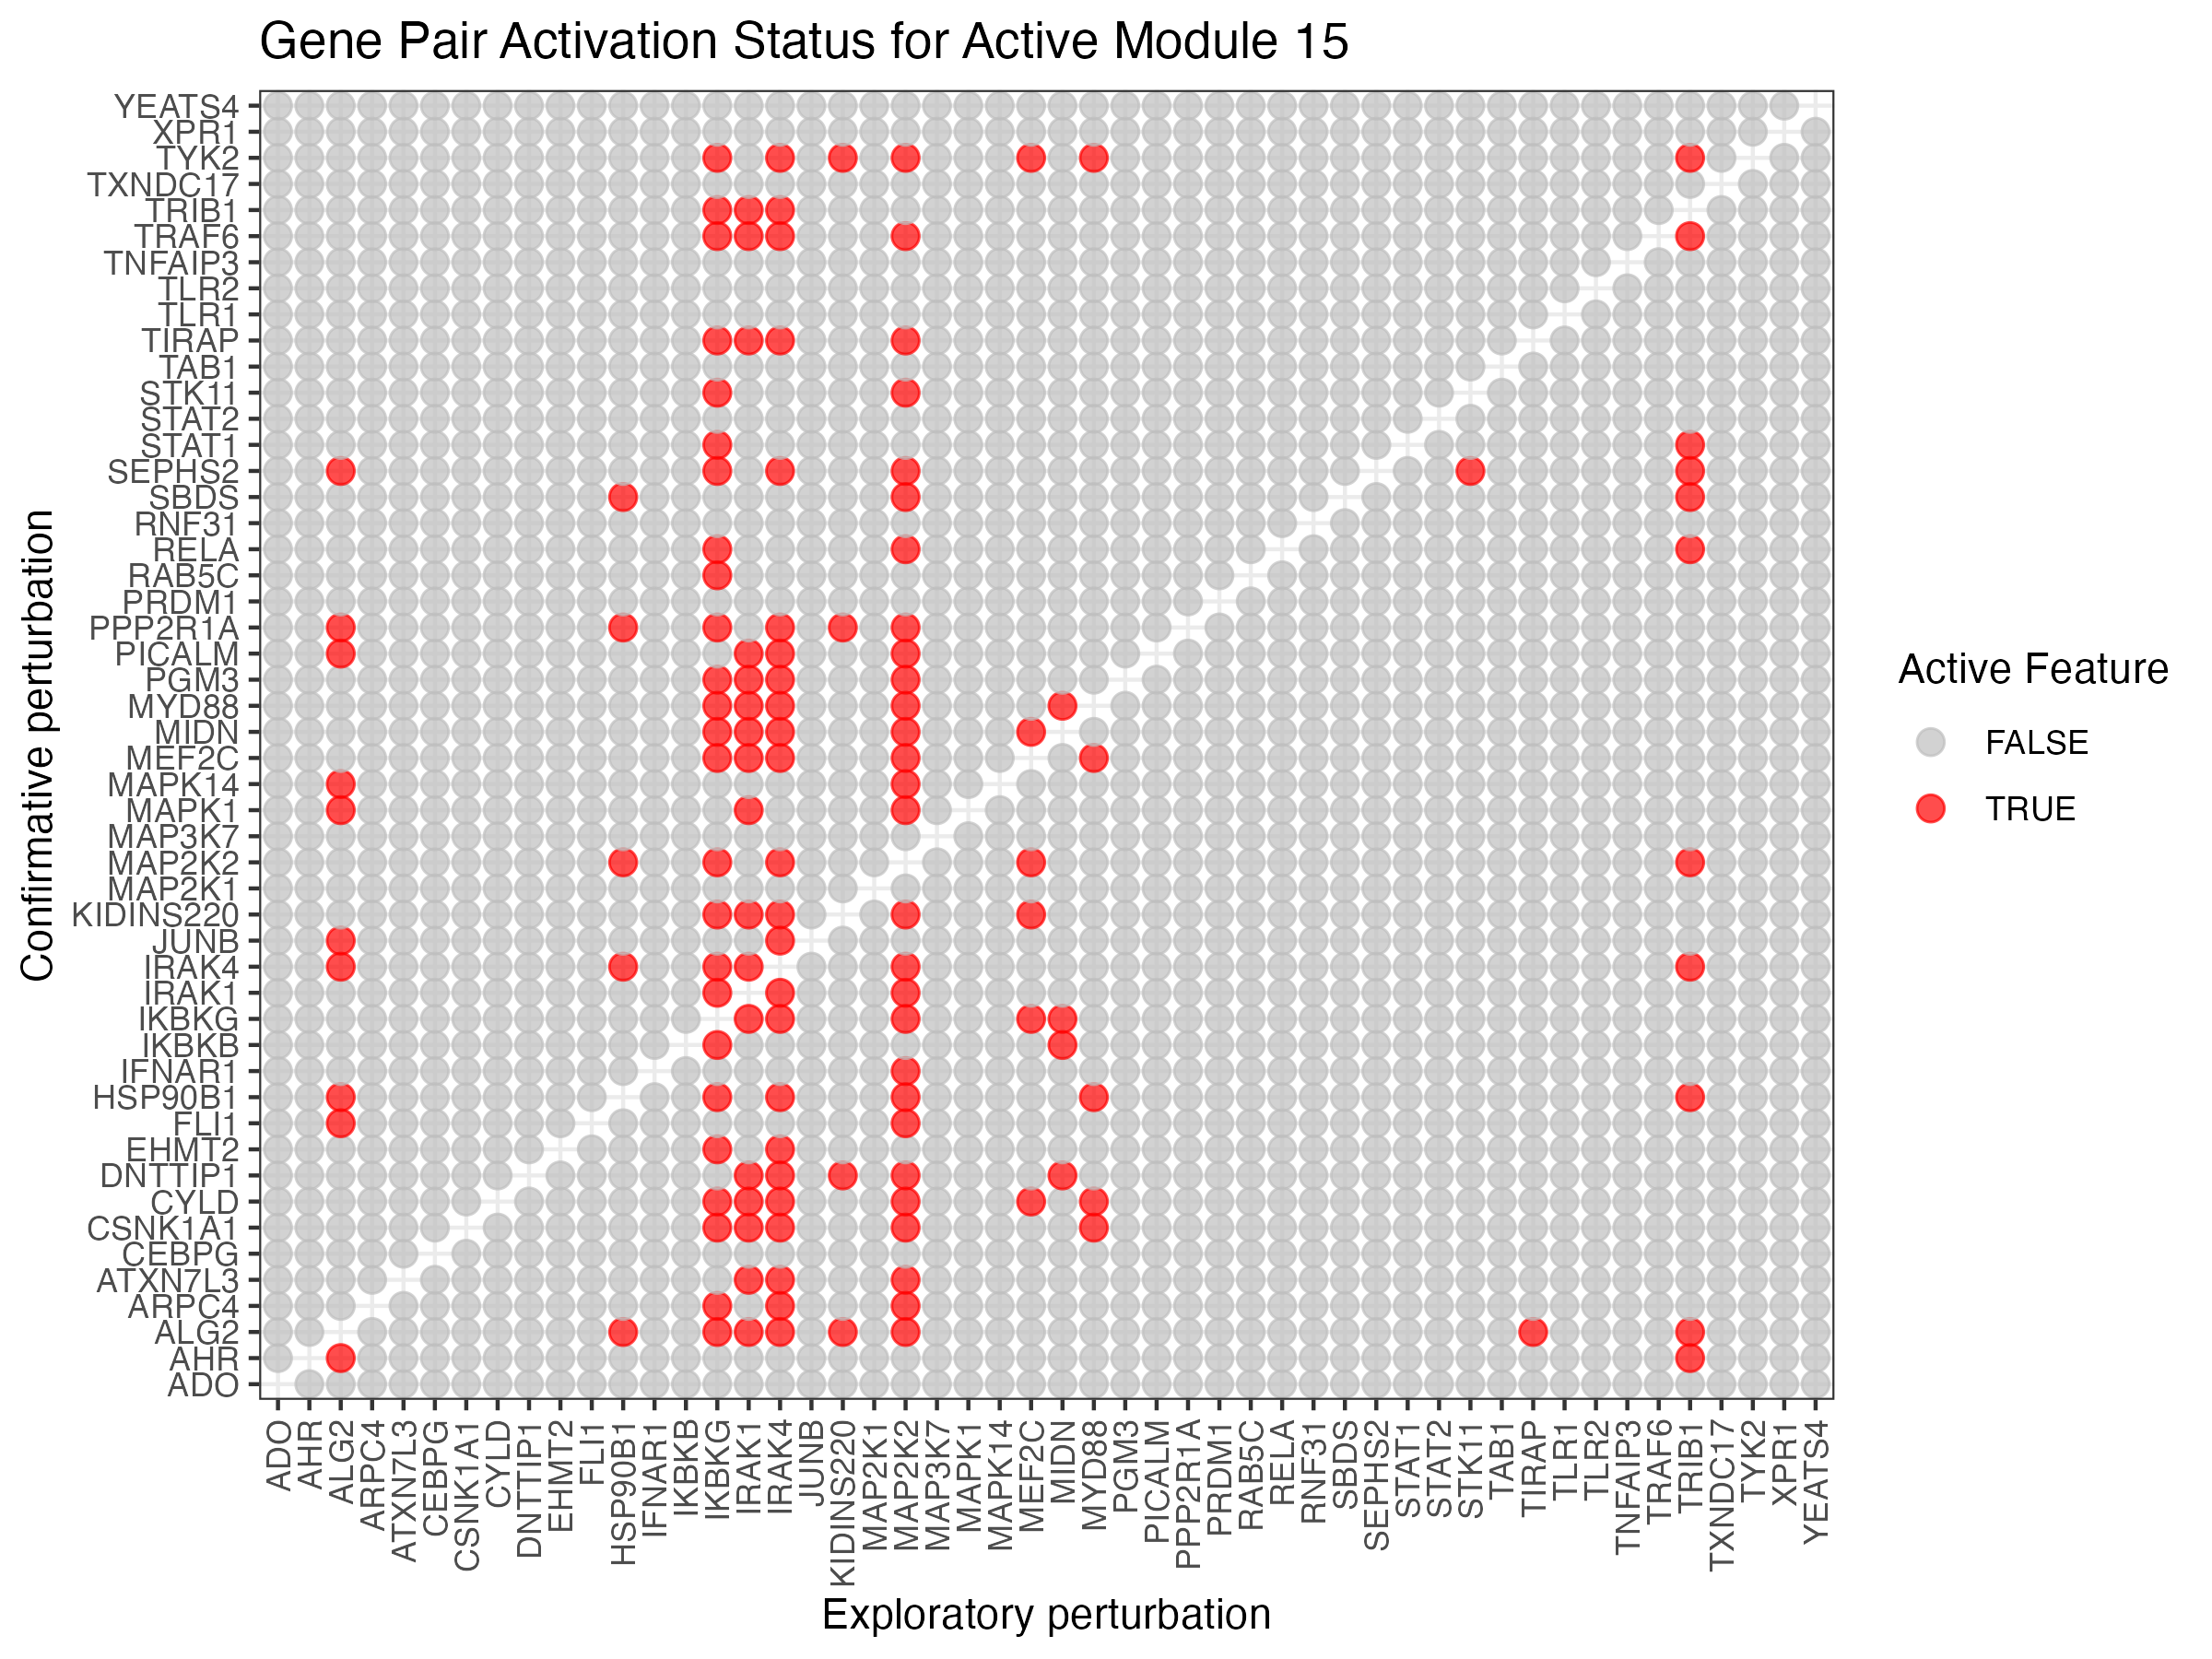 Gene Pair Activation Status for Active Module 15
YEATS4
XPR1
TYK2
TXNDC17
TRIB1
TRAF6
TNFAIP3
TLR2
TLR1
TIRAP
TAB1
STK11
STAT2
STAT1
SEPHS2
SBDS
RNF31
RELA
RAB5C
PRDM1
PPP2R1A
PICALM
PGM3
MYD88
MIDN
MEF2C
MAPK14
MAPK1
MAP3K7
MAP2K2
MAP2K1
KIDINS220
JUNB
IRAK4
IRAK1
IKBKG
IKBKB
IFNAR1
HSP90B1
FLI1
EHMT2
DNTTIP1
CYLD
CSNK1A1
CEBPG
ATXN7L3
ARPC4
ALG2
AHR
ADO
Confirmative perturbation
ADO
AHR
ALG2
ARPC4
ATXN7L3
CEBPG
CSNK1A1
CYLD
DNTTIP1
EHMT2
FLI1
HSP90B1
IFNAR1
IKBKB
IKBKG
IRAK1
IRAK4
JUNB
KIDINS220
MAP2K1
MAP2K2
MAP3K7
MAPK1
MAPK14
MEF2C
MIDN
MYD88
PGM3
PICALM
PPP2R1A
PRDM1
RAB5C
RELA
RNF31
SBDS
SEPHS2
STAT1
STAT2
STK11
TAB1
TIRAP
TLR1
TLR2
TNFAIP3
TRAF6
TRIB1
TXNDC17
TYK2
XPR1
YEATS4
Exploratory perturbation
Active Feature
FALSE
TRUE